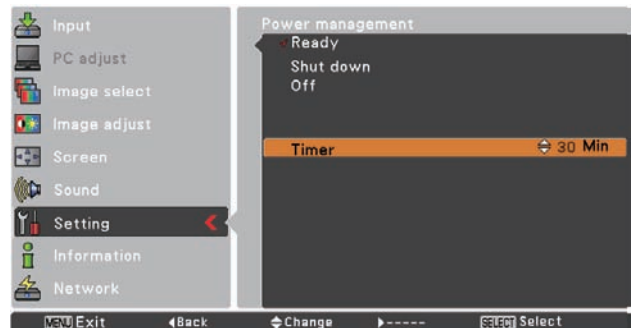 Input
PC adjust
Image select
Image adjust
Screen
Sound
Setting
Information
Network
Power management
Ready
Shut down
Off
Timer 30 Min
MENU Exit Back Change ----- SELECT Select